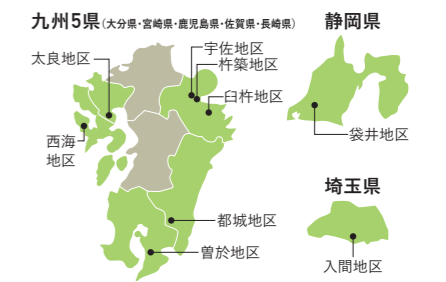 九州5県(大分県・宮崎県・鹿児島県・佐賀県・長崎県)
静岡県
太良地区
宇佐地区
杵築地区
臼杵地区
袋井地区
西海
地区
埼玉県
都城地区
曽於地区
入間地区